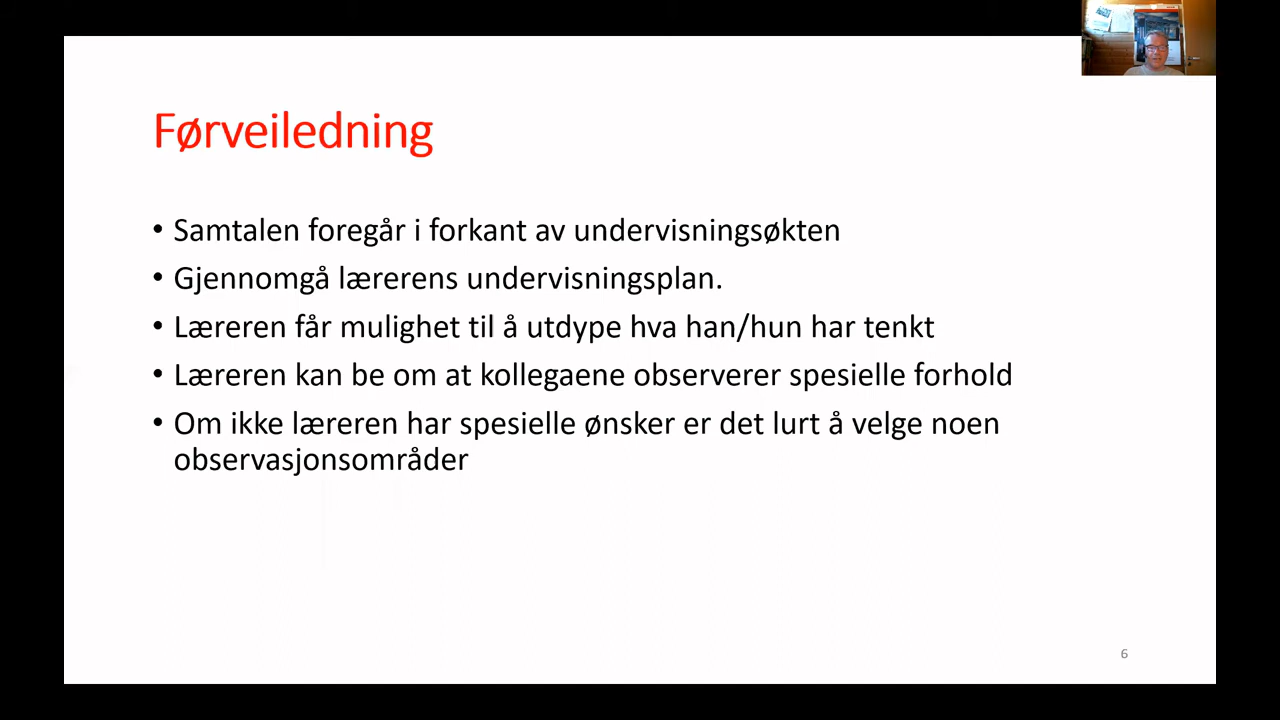 Førveiledning
• Samtalen foregår i forkant av undervisningsøkten
• Gjennomgå lærerens undervisningsplan.
• Læreren får mulighet til å utdype hva han/hun har tenkt
• Læreren kan be om at kollegaene observerer spesielle forhold
• Om ikke læreren har spesielle ønsker er det lurt å velge noen
observasjonsområder
6